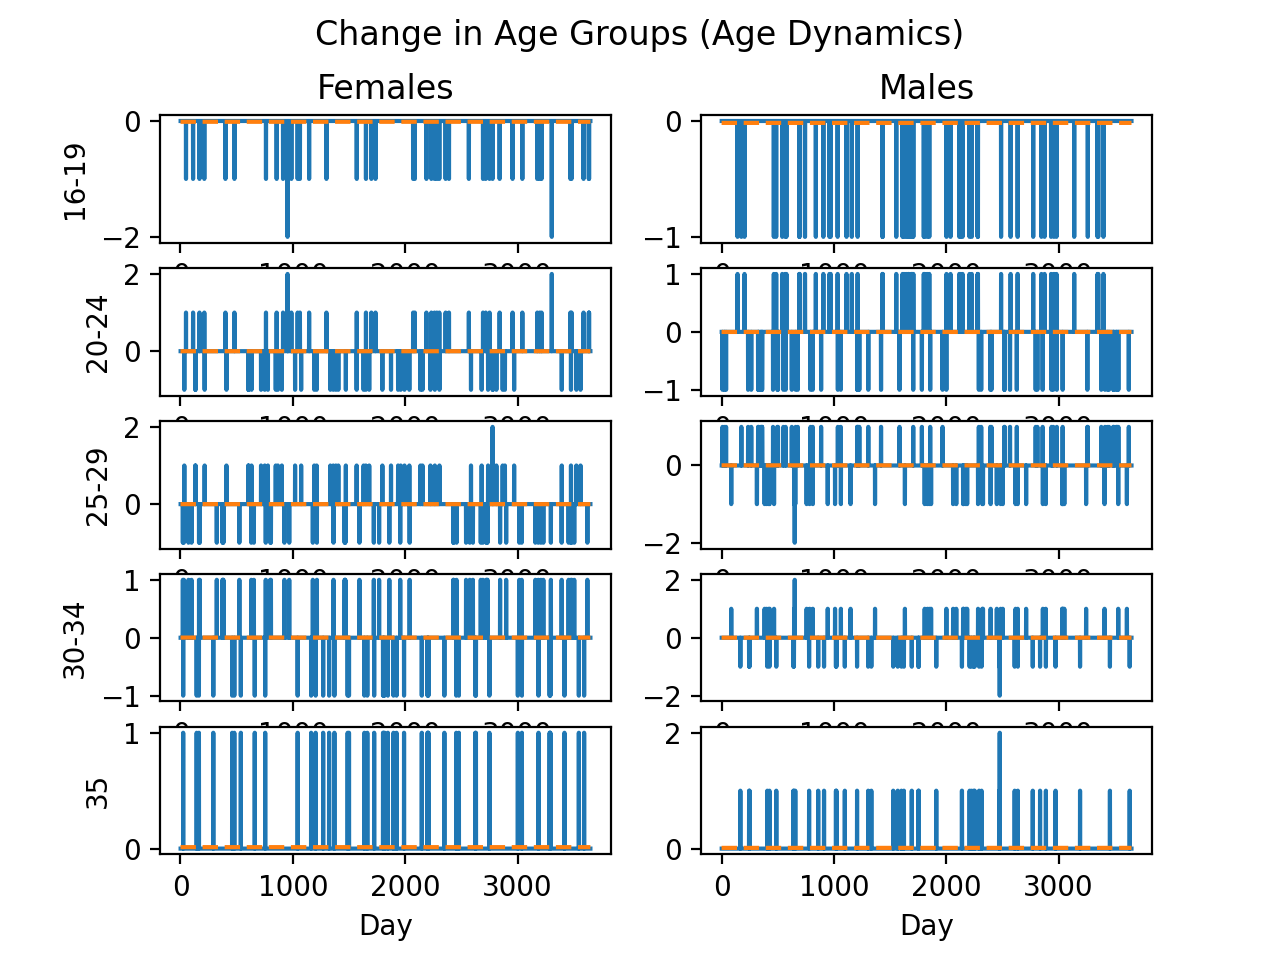 Change in Age Groups (Age Dynamics)
Females Males
16-19 0 −2 0 −1
20-24 2 0 1 0 −1
25-29 2 0 0 −2
30-34 1 0 −1 2 0 −2
35 1 0 2 0
0 1000 2000 3000 0 1000 2000 3000
Day Day